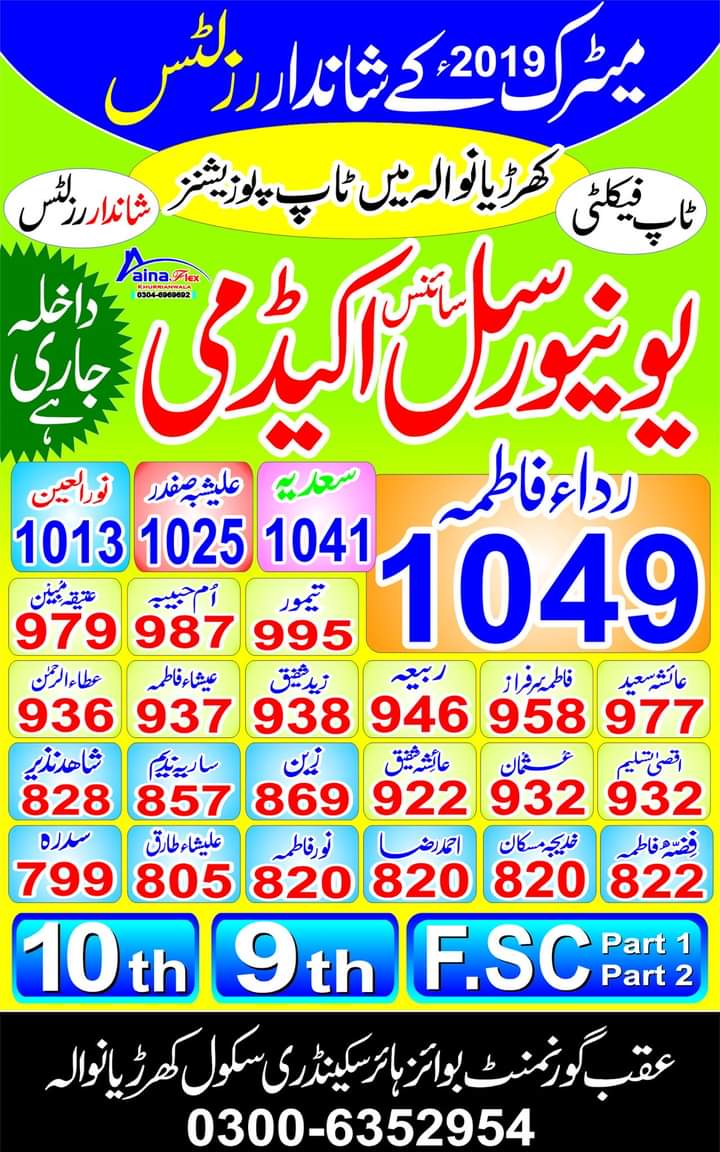 میٹرک 2019ء کے شاندار رزلٹس
کھڑیانوالہ میں ٹاپ پوزیشنز
ٹاپ فیکلٹی
شاندار رزلٹس
Aaina Flex
KHURRIANWALA
0304-6969692
داخلہ
جاری
ہے
یونیورسل سائنس اکیڈمی
رداء فاطمہ
1049
سعدیہ
1041
علیشبہ صفدر
1025
نورالعین
1013
تیمور
995
اُم حبیبہ
987
عتیقہ مبین
979
عائشہ سعید
977
فاطمہ سرفراز
958
ربیعہ
946
زید شفیق
938
عیشاء فاطمہ
937
عطاء الرحمٰن
936
اقصیٰ تسلیم
932
عثمان
932
عائشہ شفیق
922
زین
869
ساریہ ندیم
857
شاھد نذیر
828
فِضّہ فاطمہ
822
خدیجہ مسکان
820
احمد رضا
820
نور فاطمہ
820
علیشاء طارق
805
سدرہ
799
10th 9th F.SC Part 1
Part 2
عقب گورنمنٹ بوائز ہائر سکینڈری سکول کھڑیانوالہ
0300-6352954